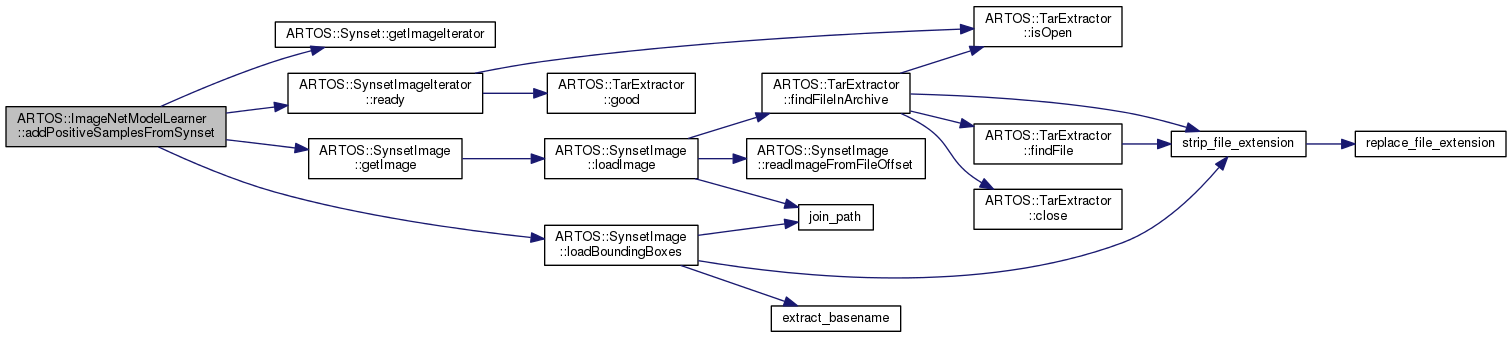 ARTOS::ImageNetModelLearner
::addPositiveSamplesFromSynset
ARTOS::Synset::getImageIterator
ARTOS::SynsetImageIterator
::ready
ARTOS::SynsetImage
::getImage
ARTOS::TarExtractor
::good
ARTOS::SynsetImage
::loadImage
ARTOS::SynsetImage
::loadBoundingBoxes
ARTOS::TarExtractor
::findFileInArchive
ARTOS::SynsetImage
::readImageFromFileOffset
join_path
extract_basename
ARTOS::TarExtractor
::isOpen
ARTOS::TarExtractor
::findFile
ARTOS::TarExtractor
::close
strip_file_extension
replace_file_extension